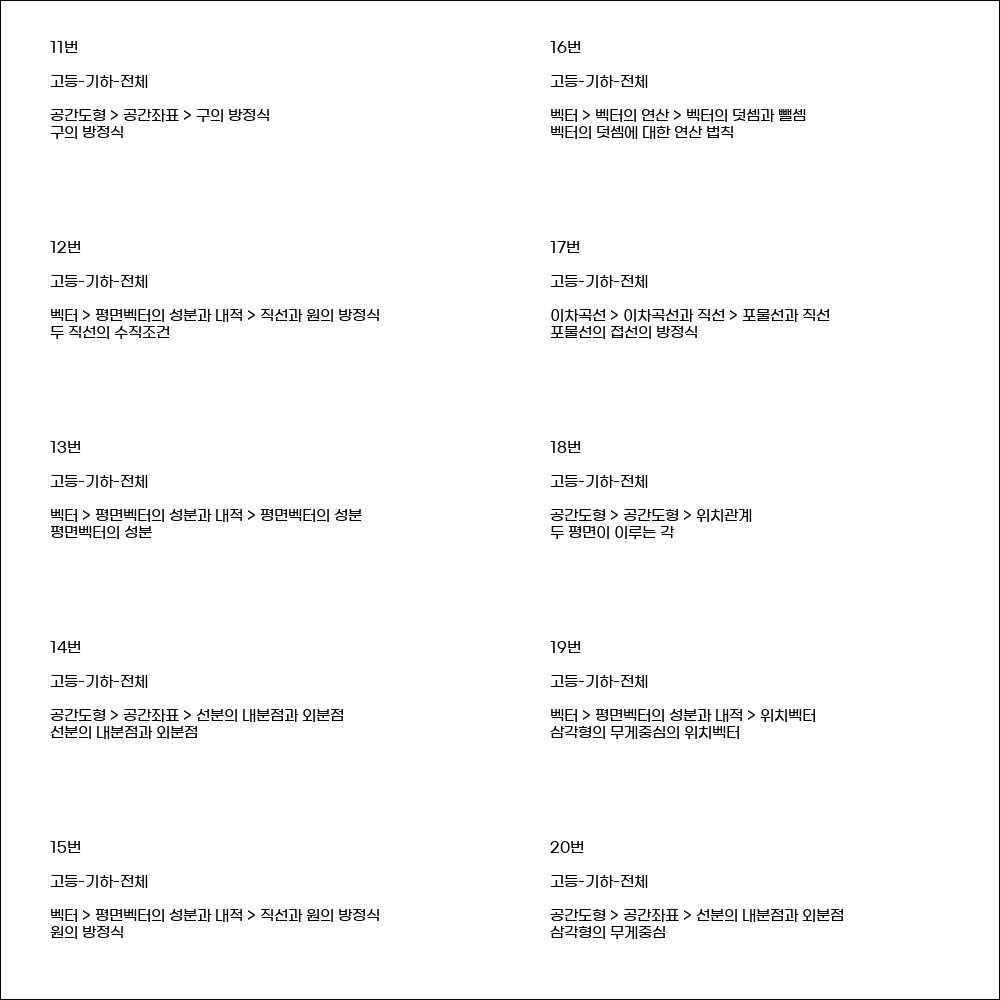 11번
고등-기하-전체
공간도형 > 공간좌표 > 구의 방정식
구의 방정식
12번
고등-기하-전체
벡터 > 평면벡터의 성분과 내적 > 직선과 원의 방정식
두 직선의 수직조건
13번
고등-기하-전체
벡터 > 평면벡터의 성분과 내적 > 평면벡터의 성분
평면벡터의 성분
14번
고등-기하-전체
공간도형 > 공간좌표 > 선분의 내분점과 외분점
선분의 내분점과 외분점
15번
고등-기하-전체
벡터 > 평면벡터의 성분과 내적 > 직선과 원의 방정식
원의 방정식
16번
고등-기하-전체
벡터 > 벡터의 연산 > 벡터의 덧셈과 뺄셈
벡터의 덧셈에 대한 연산 법칙
17번
고등-기하-전체
이차곡선 > 이차곡선과 직선 > 포물선과 직선
포물선의 접선의 방정식
18번
고등-기하-전체
공간도형 > 공간도형 > 위치관계
두 평면이 이루는 각
19번
고등-기하-전체
벡터 > 평면벡터의 성분과 내적 > 위치벡터
삼각형의 무게중심의 위치벡터
20번
고등-기하-전체
공간도형 > 공간좌표 > 선분의 내분점과 외분점
삼각형의 무게중심